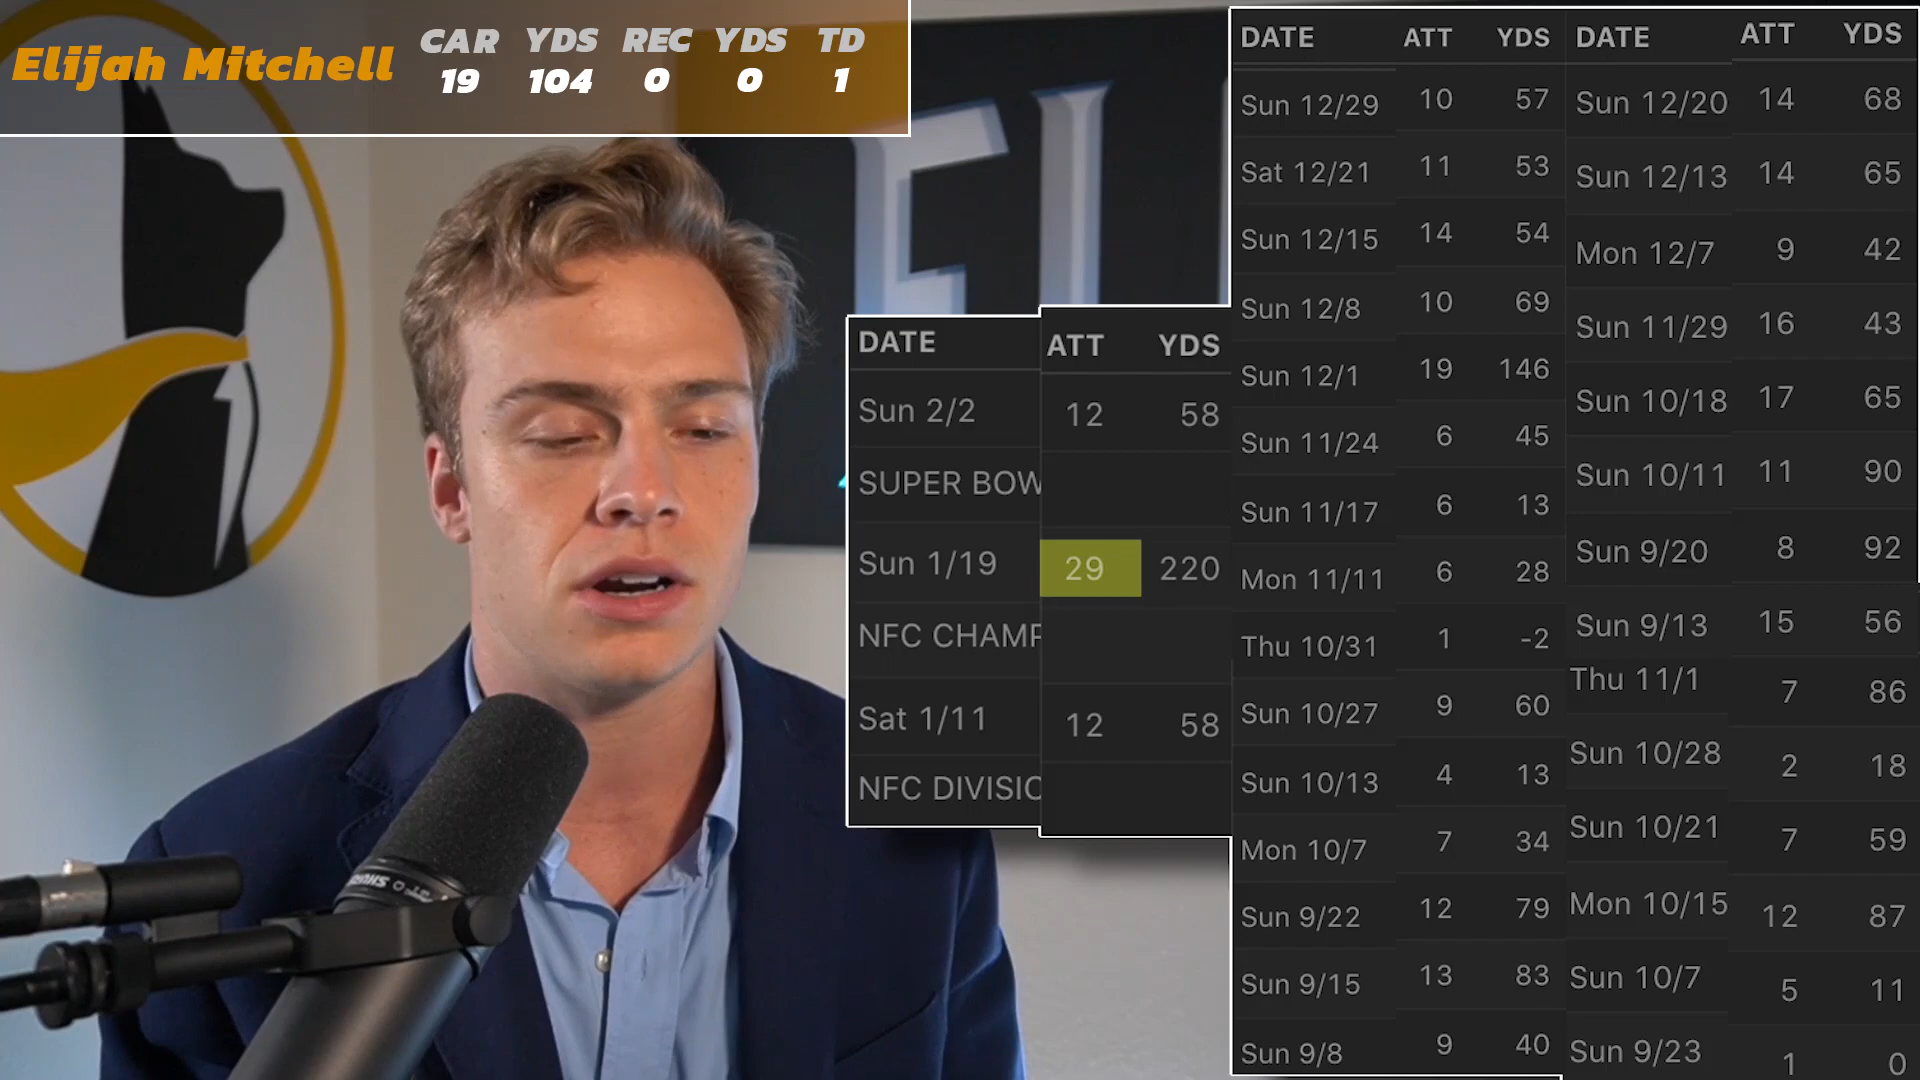 Elijah Mitchell
CAR YDS REC YDS TD
19 104 0 0 1
DATE ATT YDS
Sun 2/2 12 58
SUPER BOW
Sun 1/19 29 220
NFC CHAMP
Sat 1/11 12 58
NFC DIVISIO
DATE ATT YDS
Sun 12/29 10 57
Sat 12/21 11 53
Sun 12/15 14 54
Sun 12/8 10 69
Sun 12/1 19 146
Sun 11/24 6 45
Sun 11/17 6 13
Mon 11/11 6 28
Thu 10/31 1 -2
Sun 10/27 9 60
Sun 10/13 4 13
Mon 10/7 7 34
Sun 9/22 12 79
Sun 9/15 13 83
Sun 9/8 9 40
DATE ATT YDS
Sun 12/20 14 68
Sun 12/13 14 65
Mon 12/7 9 42
Sun 11/29 16 43
Sun 10/18 17 65
Sun 10/11 11 90
Sun 9/20 8 92
Sun 9/13 15 56
Thu 11/1 7 86
Sun 10/28 2 18
Sun 10/21 7 59
Mon 10/15 12 87
Sun 10/7 5 11
Sun 9/23 1 0